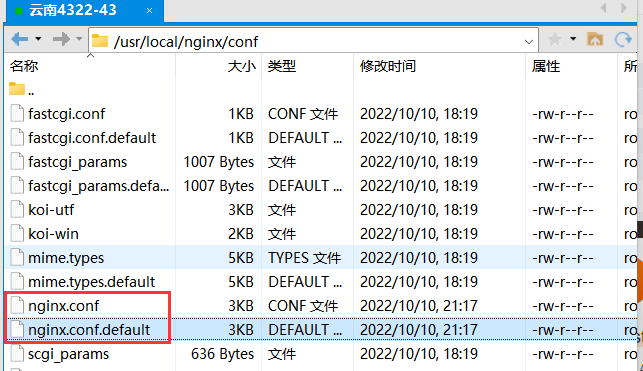 云南4322-43
/usr/local/nginx/conf
名称 大小 类型 修改时间 属性 所
..
fastcgi.conf 1KB CONF 文件 2022/10/10, 18:19 -rw-r--r-- ro
fastcgi.conf.default 1KB DEFAULT ... 2022/10/10, 18:19 -rw-r--r-- ro
fastcgi_params 1007 Bytes 文件 2022/10/10, 18:19 -rw-r--r-- ro
fastcgi_params.defa... 1007 Bytes DEFAULT ... 2022/10/10, 18:19 -rw-r--r-- ro
koi-utf 3KB 文件 2022/10/10, 18:19 -rw-r--r-- ro
koi-win 2KB 文件 2022/10/10, 18:19 -rw-r--r-- ro
mime.types 5KB TYPES 文件 2022/10/10, 18:19 -rw-r--r-- ro
mime.types.default 5KB DEFAULT ... 2022/10/10, 18:19 -rw-r--r-- ro
nginx.conf 3KB CONF 文件 2022/10/10, 21:17 -rw-r--r-- ro
nginx.conf.default 3KB DEFAULT ... 2022/10/10, 21:17 -rw-r--r-- ro
scgi_params 636 Bytes 文件 2022/10/10, 18:19 -rw-r--r-- ro